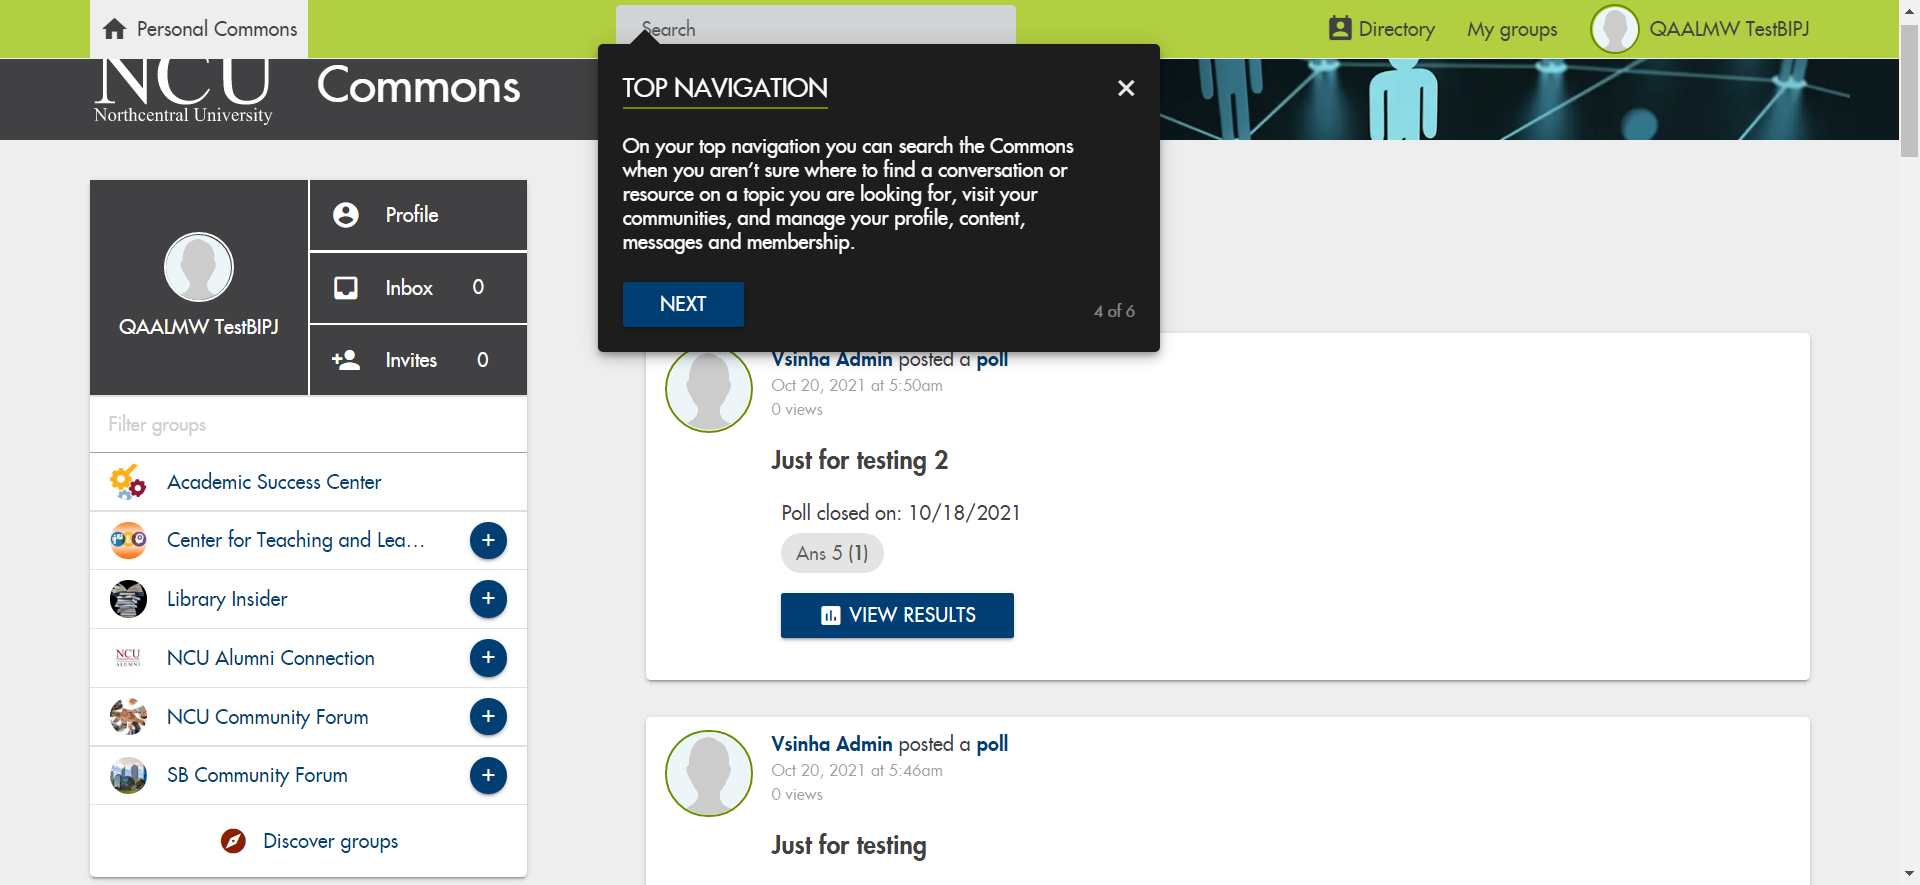 Personal Commons
Search
Directory
My groups
QAALMW TestBIPJ
NCU
Northcentral University
Commons
TOP NAVIGATION
On your top navigation you can search the Commons
when you aren't sure where to find a conversation or
resource on a topic you are looking for, visit your
communities, and manage your profile, content,
messages and membership.
NEXT
4 of 6
QAALMW TestBIPJ
Profile
Inbox 0
Invites 0
Filter groups
Academic Success Center
Center for Teaching and Lea...
Library Insider
NCU
ALUMNI
NCU Alumni Connection
NCU Community Forum
SB Community Forum
Discover groups
Vsinha Admin posted a poll
Oct 20, 2021 at 5:50am
0 views
Just for testing 2
Poll closed on: 10/18/2021
Ans 5 (1)
VIEW RESULTS
Vsinha Admin posted a poll
Oct 20, 2021 at 5:46am
0 views
Just for testing